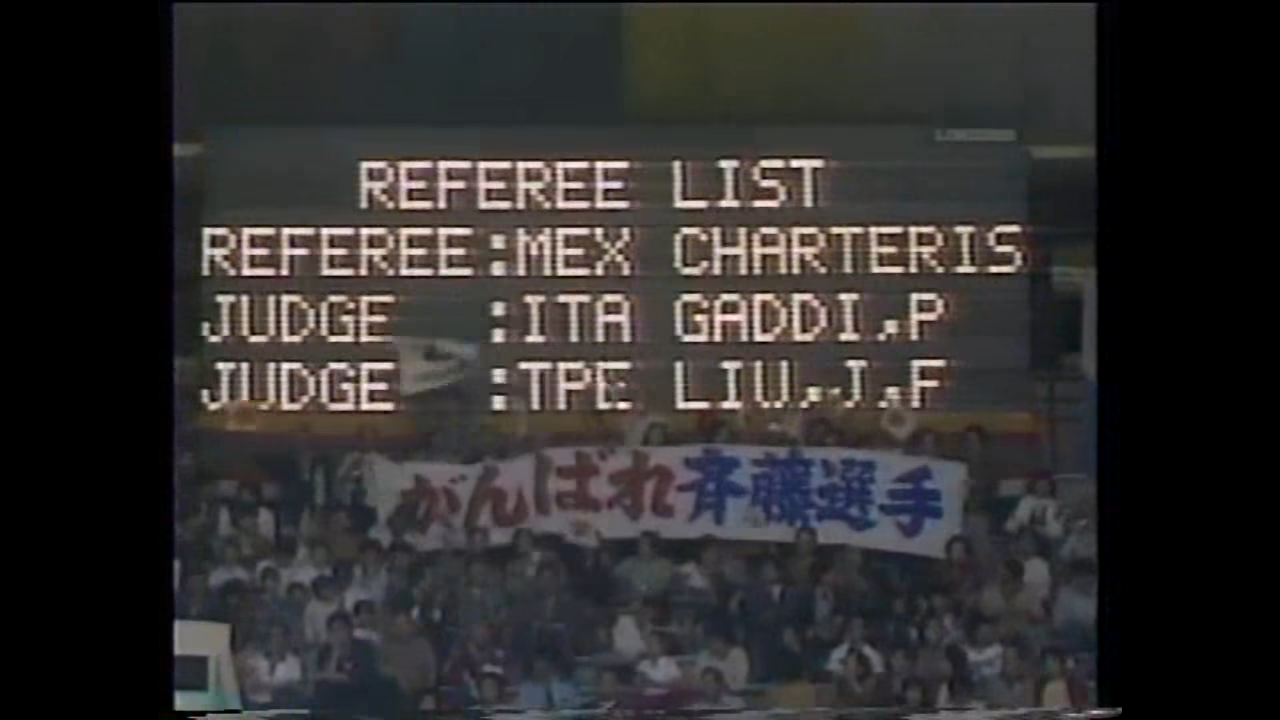 REFEREE LIST
REFEREE :MEX CHARTERIS
JUDGE :ITA GADDI.P
JUDGE :TPE LIU.J.F
がんばれ斉藤選手